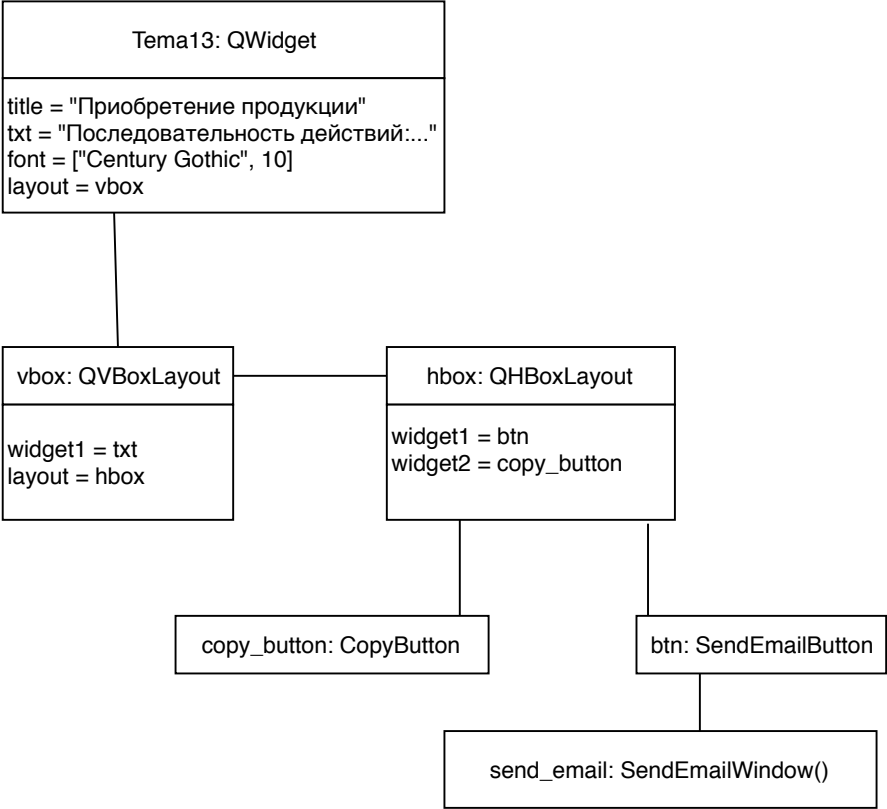 Tema13: QWidget
title = "Приобретение продукции"
txt = "Последовательность действий:..."
font = ["Century Gothic", 10]
layout = vbox
vbox: QVBoxLayout
widget1 = txt
layout = hbox
hbox: QHBoxLayout
widget1 = btn
widget2 = copy_button
copy_button: CopyButton
btn: SendEmailButton
send_email: SendEmailWindow()